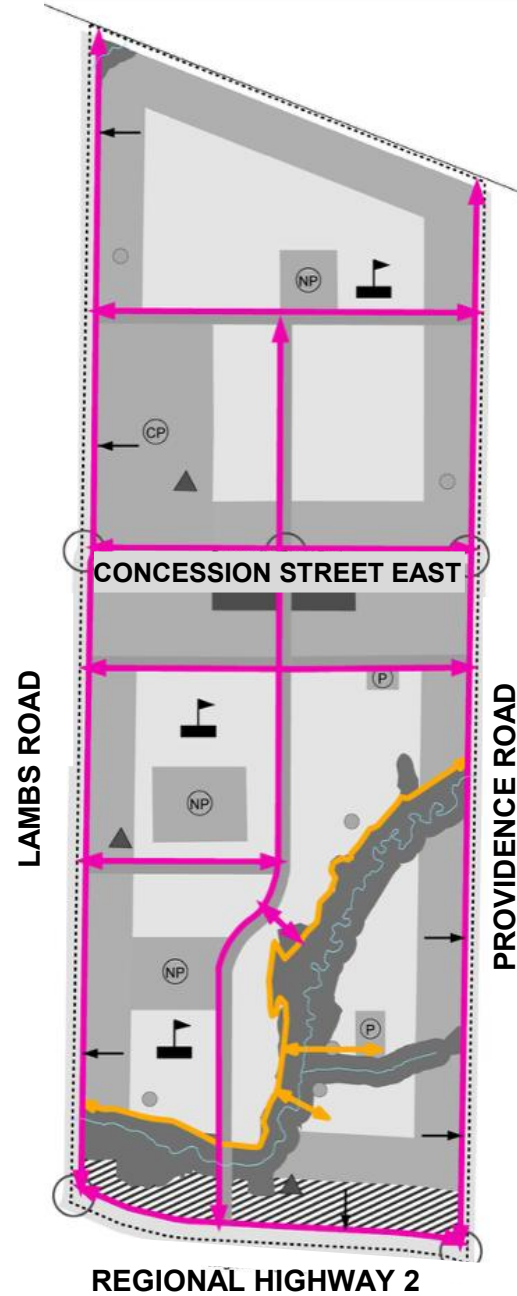 NP
CP
CONCESSION STREET EAST
P
LAMBS ROAD
NP
PROVIDENCE ROAD
NP
P
REGIONAL HIGHWAY 2